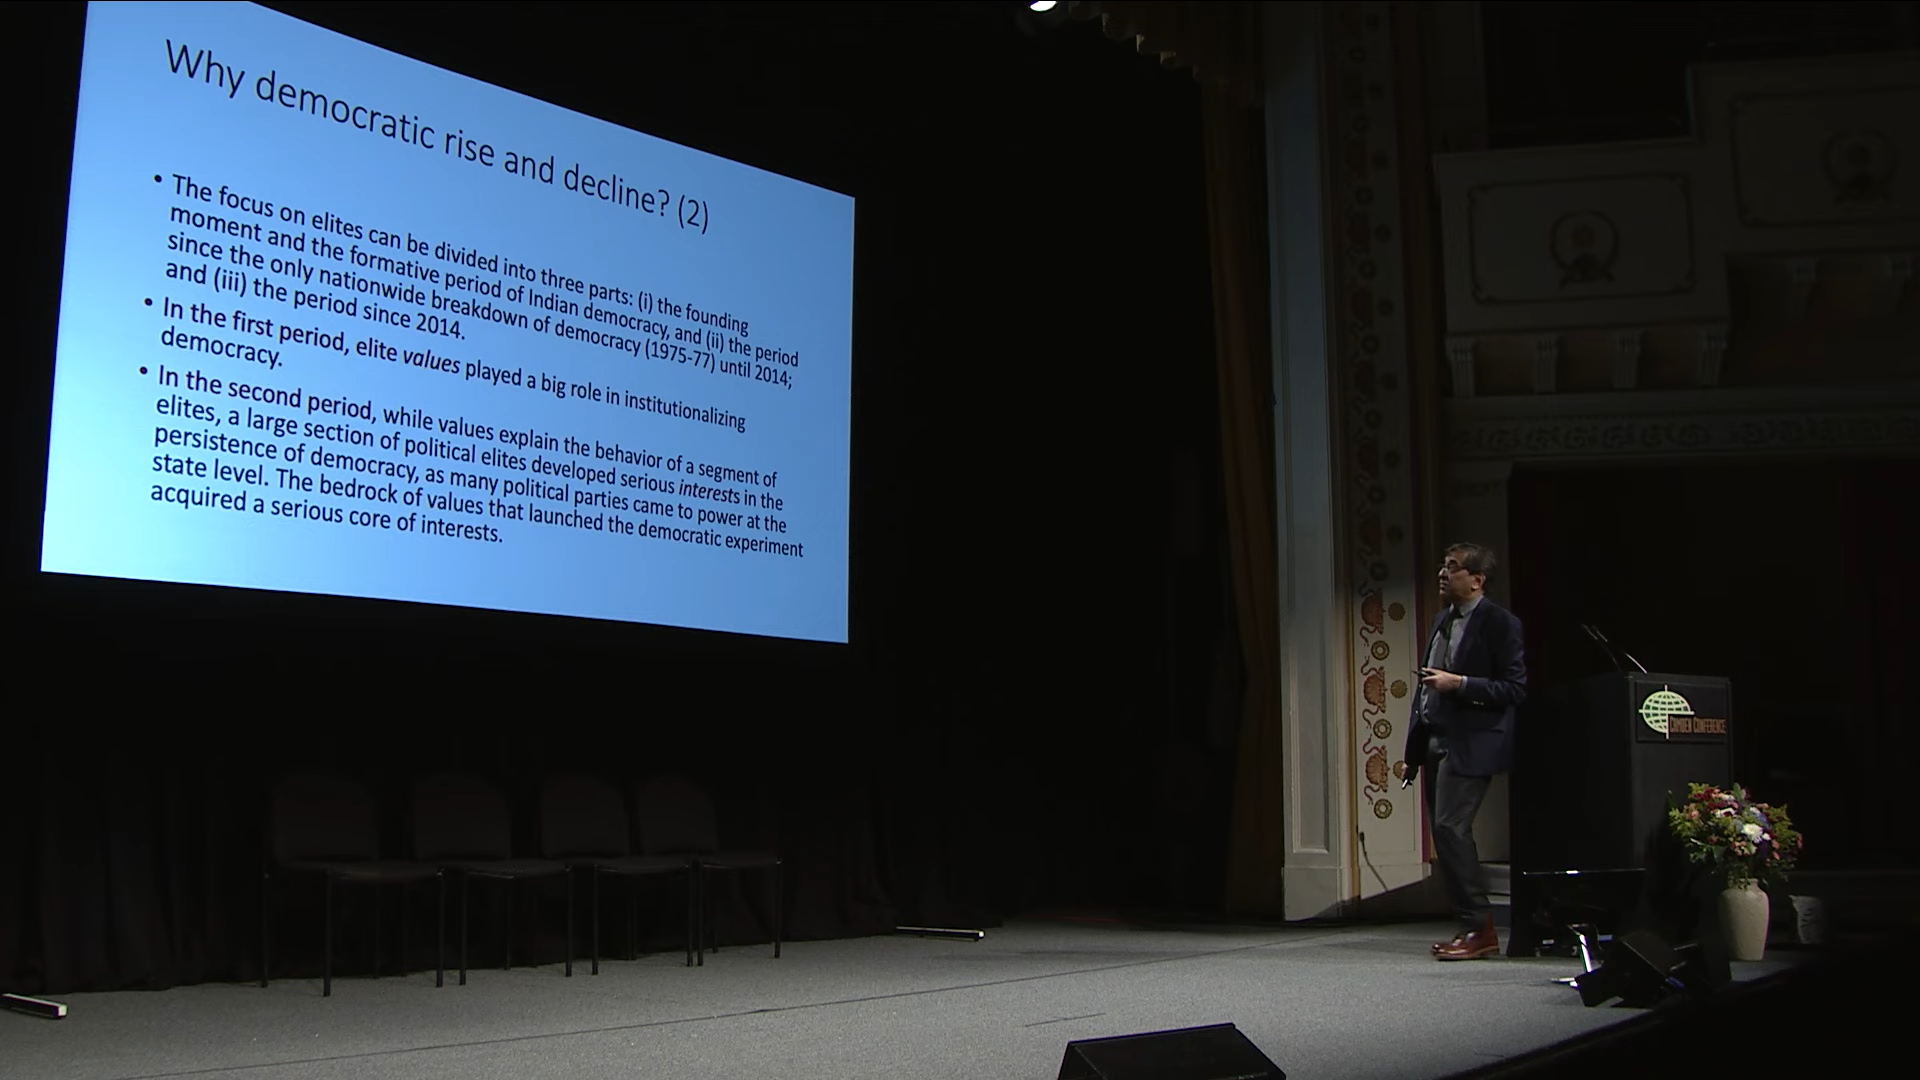 Why democratic rise and decline? (2)
• The focus on elites can be divided into three parts: (i) the founding
moment and the formative period of Indian democracy, and (ii) the period
since the only nationwide breakdown of democracy (1975-77) until 2014;
and (iii) the period since 2014.
• In the first period, elite values played a big role in institutionalizing
democracy.
• In the second period, while values explain the behavior of a segment of
elites, a large section of political elites developed serious interests in the
persistence of democracy, as many political parties came to power at the
state level. The bedrock of values that launched the democratic experiment
acquired a serious core of interests.
CAMDEN CONFERENCE